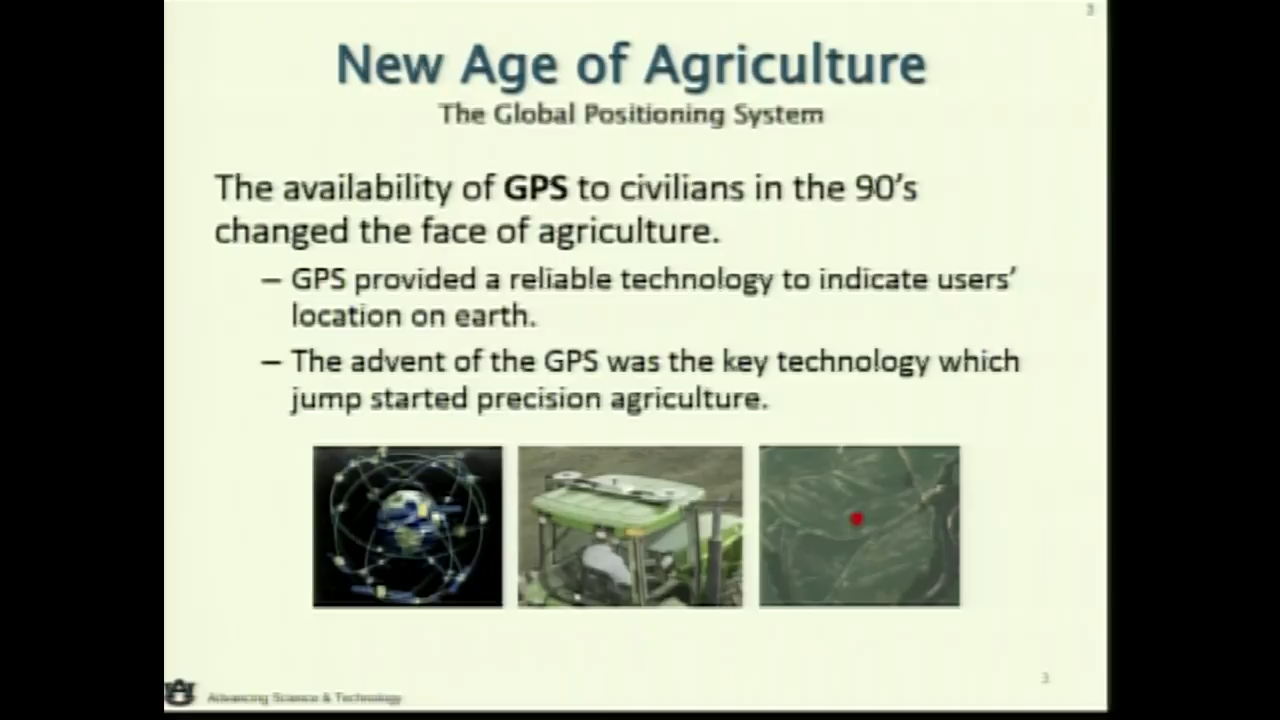 3
New Age of Agriculture
The Global Positioning System
The availability of GPS to civilians in the 90's
changed the face of agriculture.
– GPS provided a reliable technology to indicate users'
location on earth.
– The advent of the GPS was the key technology which
jump started precision agriculture.
3
AU Advancing Science & Technology